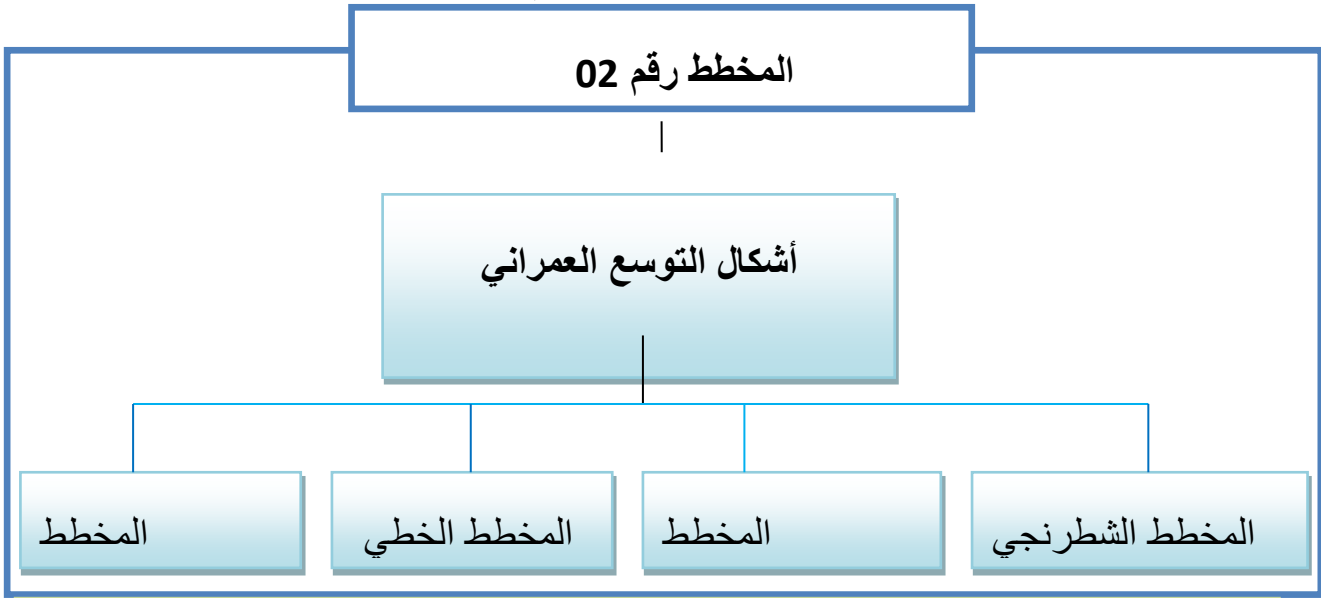 المخطط رقم 02
أشكال التوسع العمراني
المخطط الشطرنجي
المخطط
المخطط الخطي
المخطط